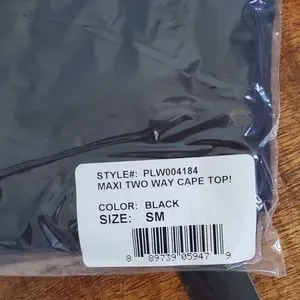 STYLE#: PLW004184
MAXI TWO WAY CAPE TOP!
COLOR: BLACK
SIZE: SM
8 89739 05947 9